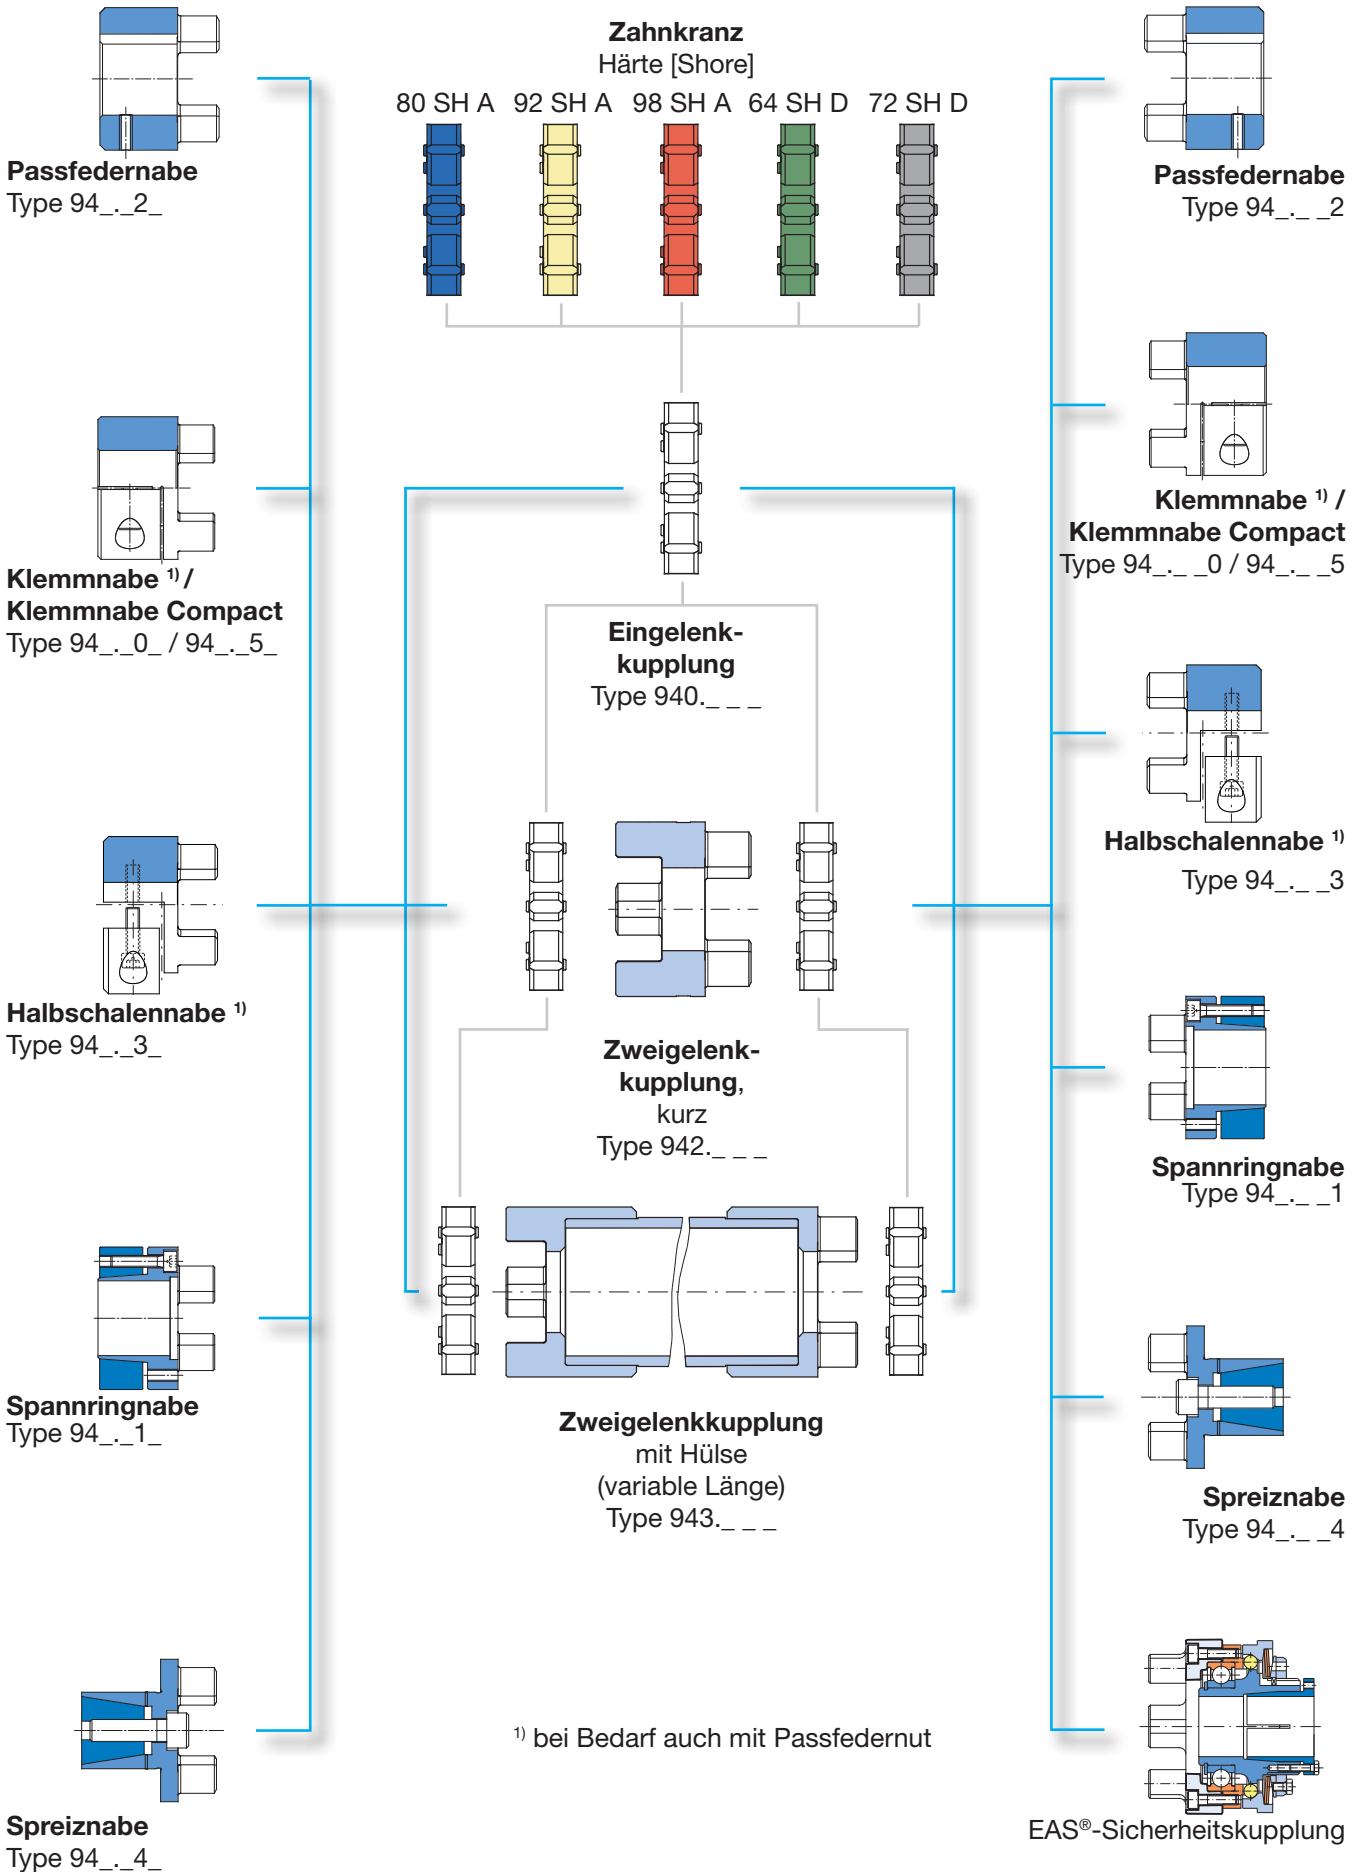 Zahnkranz
Härte [Shore]
80 SH A 92 SH A 98 SH A 64 SH D 72 SH D
Passfedernabe
Type 94_._2_
Klemmnabe 1) /
Klemmnabe Compact
Type 94_._0_ / 94_._5_
Halbschalennabe 1)
Type 94_._3_
Spannringnabe
Type 94_._1_
Spreiznabe
Type 94_._4_
Eingelenk-
kupplung
Type 940._ _ _
Zweigelenk-
kupplung,
kurz
Type 942._ _ _
Zweigelenkkupplung
mit Hülse
(variable Länge)
Type 943._ _ _
1) bei Bedarf auch mit Passfedernut
Passfedernabe
Type 94_._ _2
Klemmnabe 1) /
Klemmnabe Compact
Type 94_._ _0 / 94_._ _5
Halbschalennabe 1)
Type 94_._ _3
Spannringnabe
Type 94_._ _1
Spreiznabe
Type 94_._ _4
EAS®-Sicherheitskupplung